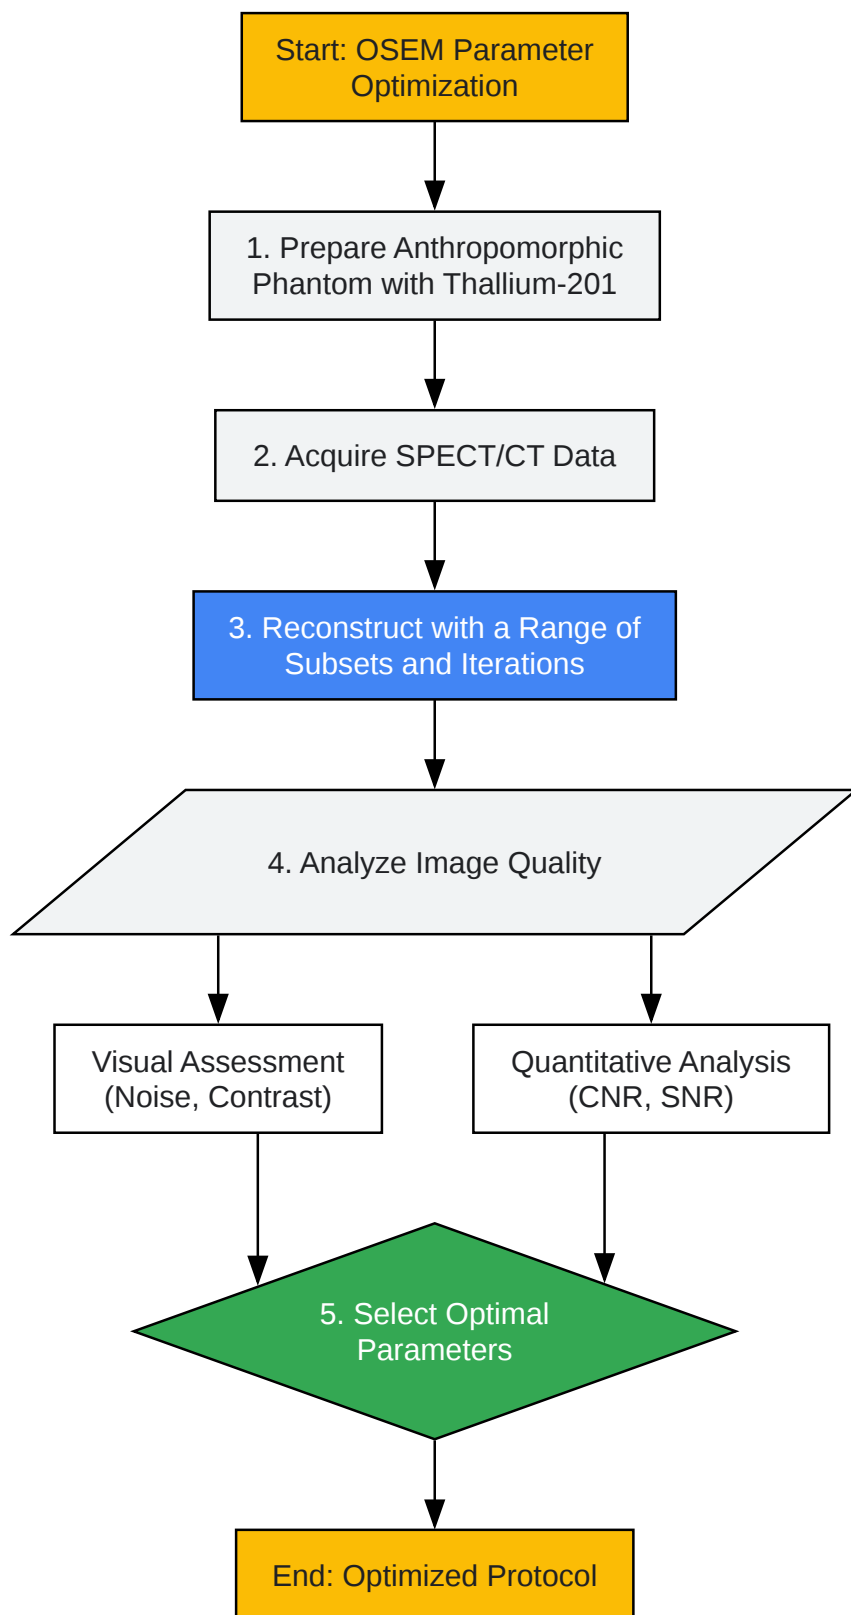 Start: OSEM Parameter
Optimization
1. Prepare Anthropomorphic
Phantom with Thallium-201
2. Acquire SPECT/CT Data
3. Reconstruct with a Range of
Subsets and Iterations
4. Analyze Image Quality
Visual Assessment
(Noise, Contrast)
Quantitative Analysis
(CNR, SNR)
5. Select Optimal
Parameters
End: Optimized Protocol